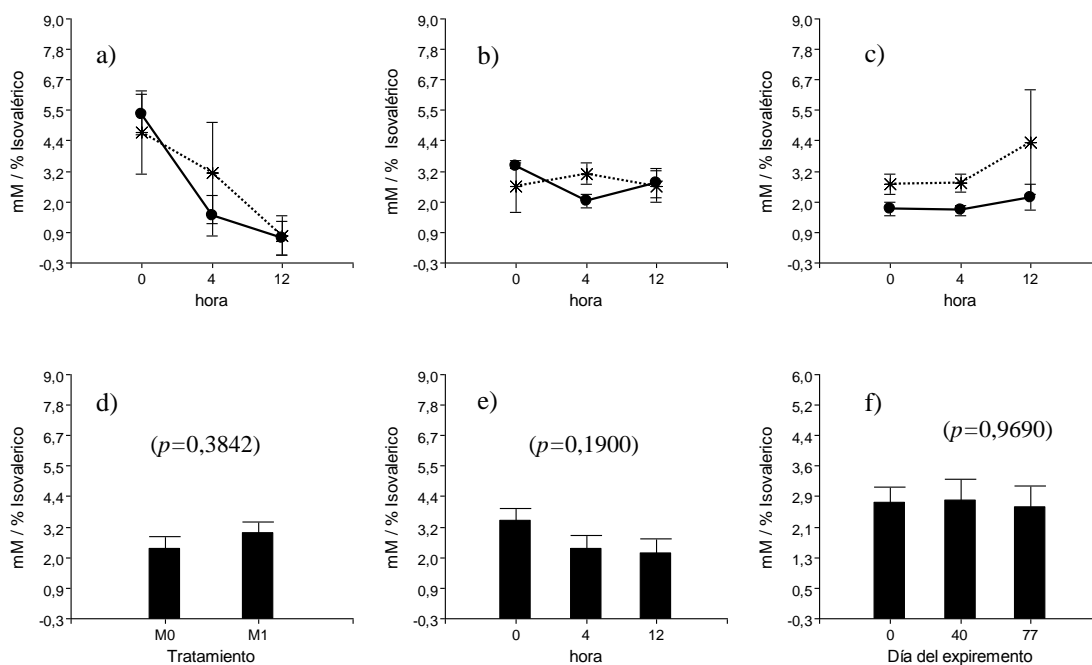 a)
mM / % Isovalérico
9,0
7,8
6,7
5,5
4,4
3,2
2,0
0,9
-0,3
0 4 12
hora
b)
mM / % Isovalérico
9,0
7,8
6,7
5,5
4,4
3,2
2,0
0,9
-0,3
0 4 12
hora
c)
mM / % Isovalérico
9,0
7,8
6,7
5,5
4,4
3,2
2,0
0,9
-0,3
0 4 12
hora
d)
(p=0,3842)
mM / % Isovalerico
9,0
7,8
6,7
5,5
4,4
3,2
2,0
0,9
-0,3
M0 M1
Tratamiento
e)
(p=0,1900)
mM / % Isovalerico
9,0
7,8
6,7
5,5
4,4
3,2
2,0
0,9
-0,3
0 4 12
hora
f)
(p=0,9690)
mM / % Isovalerico
6,0
5,2
4,4
3,6
2,9
2,1
1,3
0,5
-0,3
0 40 77
Día del expiremento